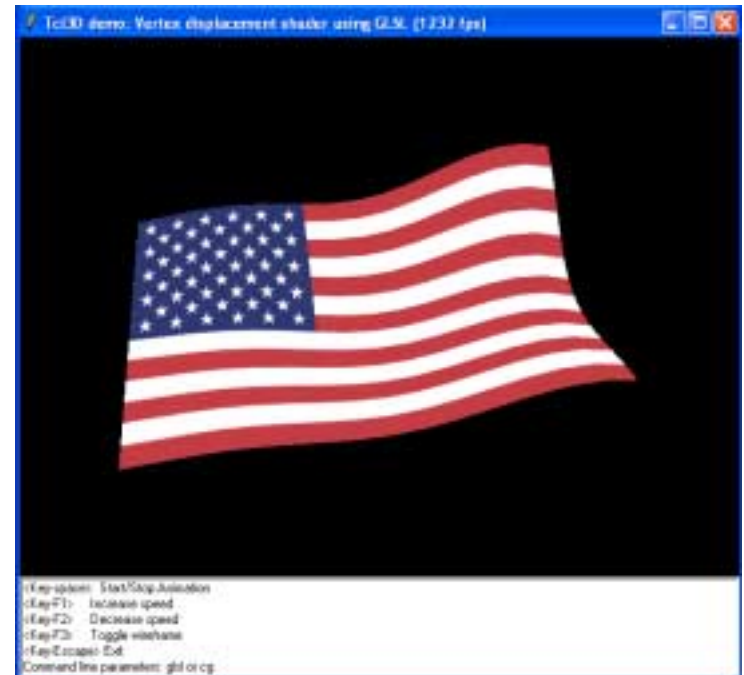 Tcl3D demo: Vertex displacement shader using GLSL (1232 fps)
<Key-space> Start/Stop Animation
<Key-F1> Increase speed
<Key-F2> Decrease speed
<Key-F3> Toggle wireframe
<Key-Escape> Exit
Command line parameters: glsl or cg